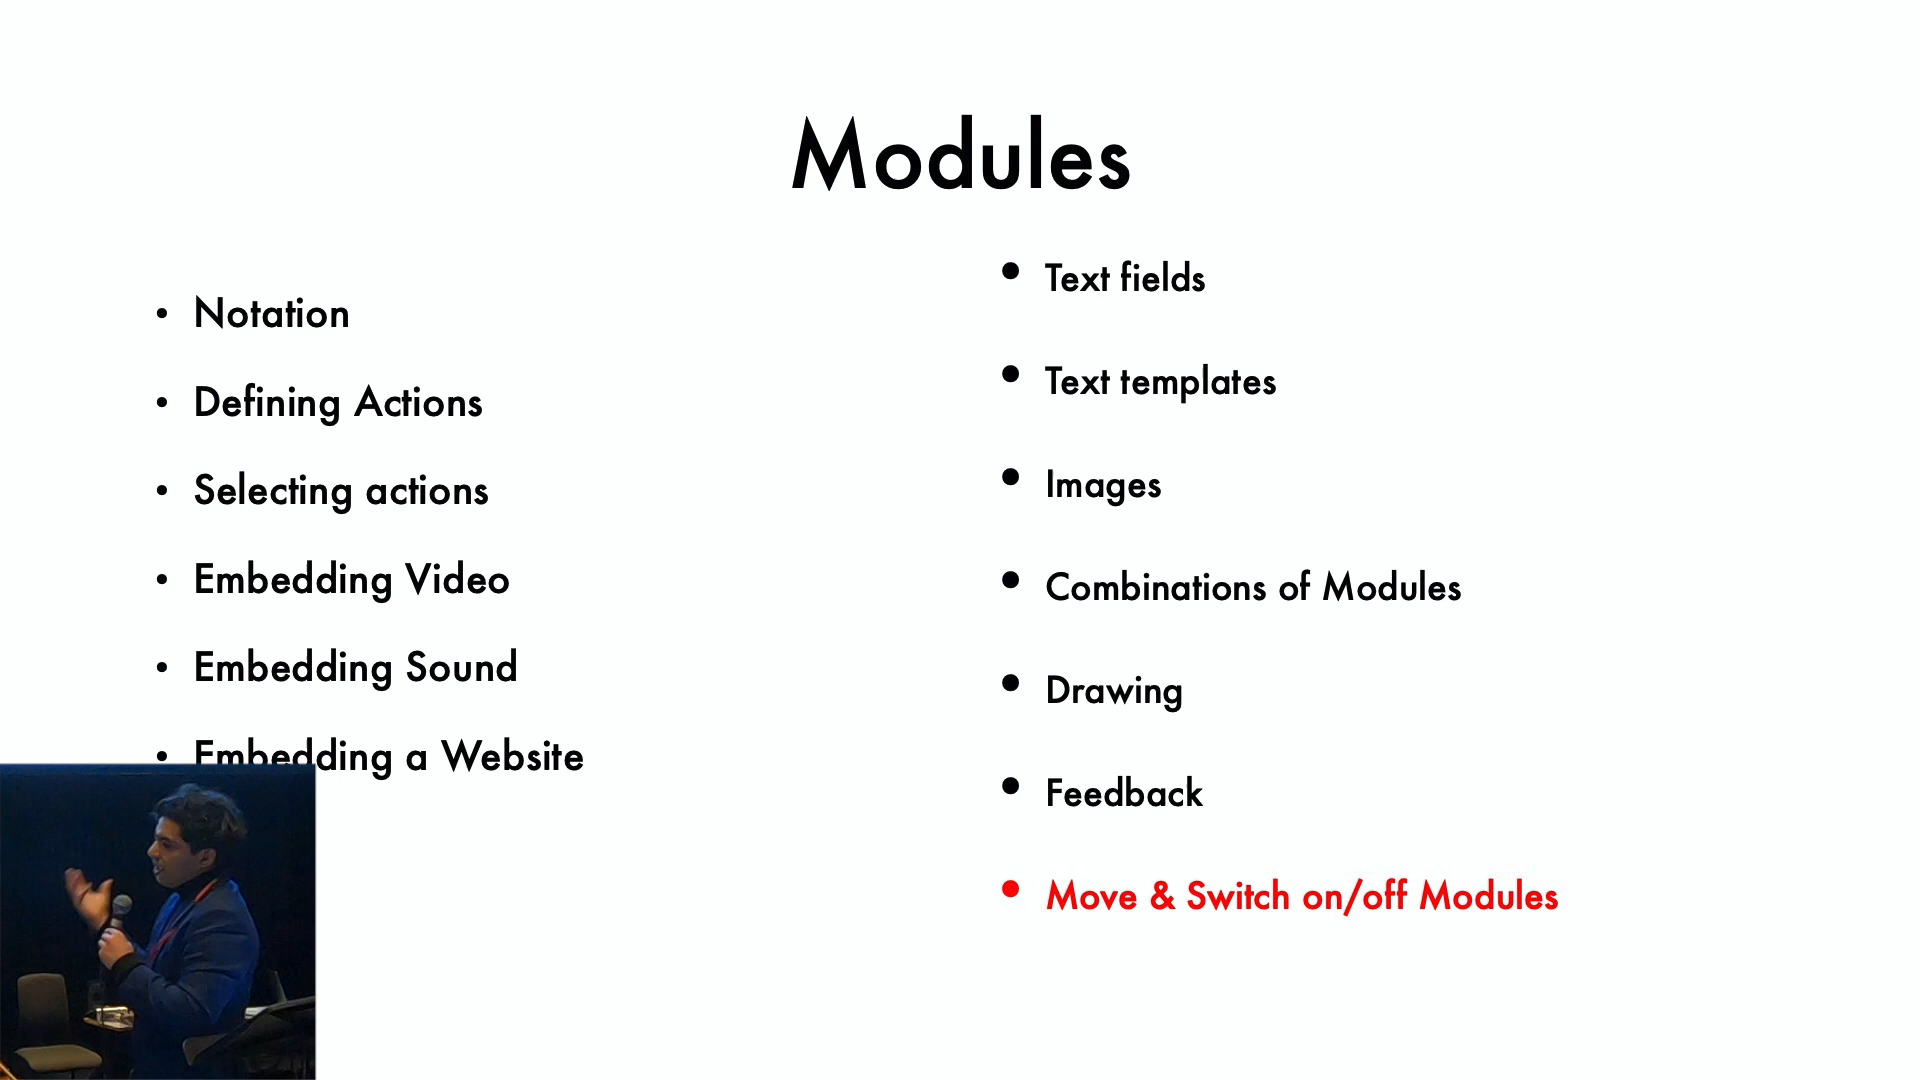 Modules
• Notation
• Defining Actions
• Selecting actions
• Embedding Video
• Embedding Sound
• Embedding a Website
• Text fields
• Text templates
• Images
• Combinations of Modules
• Drawing
• Feedback
• Move & Switch on/off Modules